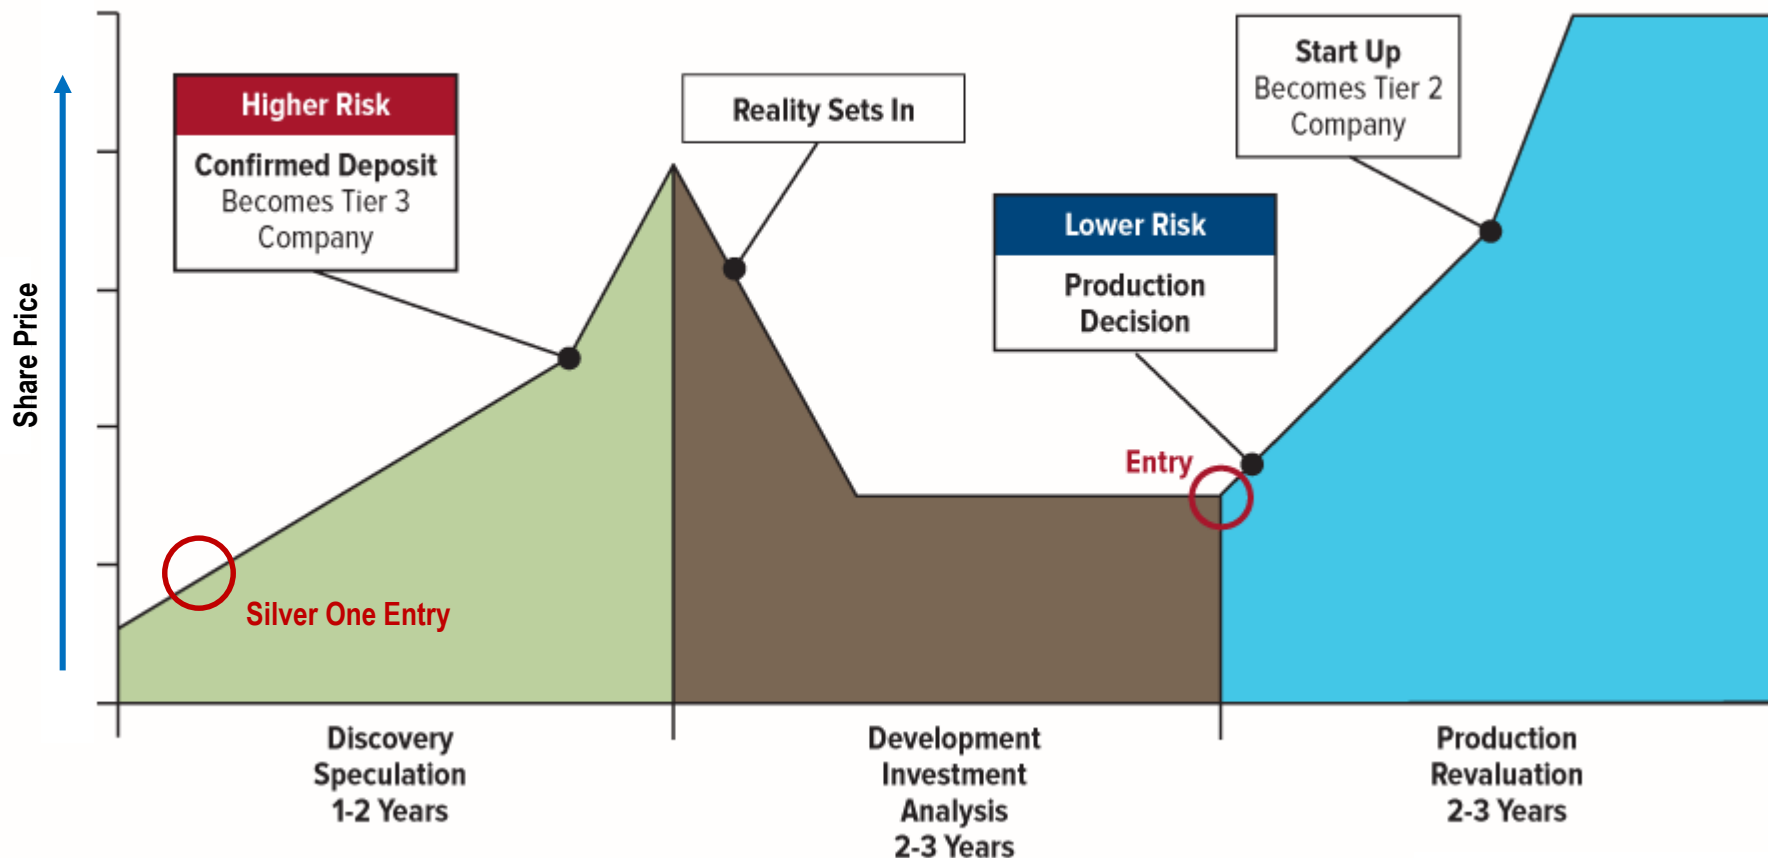 Share Price
Higher Risk
Confirmed Deposit
Becomes Tier 3
Company
Reality Sets In
Lower Risk
Production
Decision
Start Up
Becomes Tier 2
Company
Entry
Silver One Entry
Discovery
Speculation
1-2 Years
Development
Investment
Analysis
2-3 Years
Production
Revaluation
2-3 Years